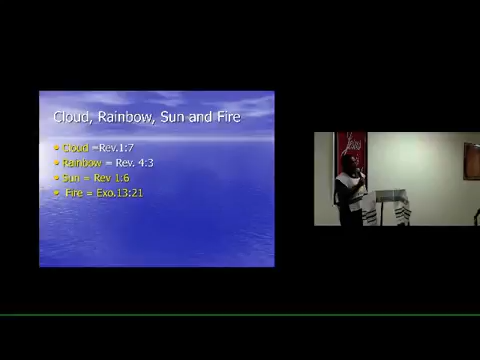 Cloud, Rainbow, Sun and Fire
• Cloud =Rev.1:7
• Rainbow = Rev. 4:3
• Sun = Rev 1:6
• Fire = Exo.13:21
Jesus